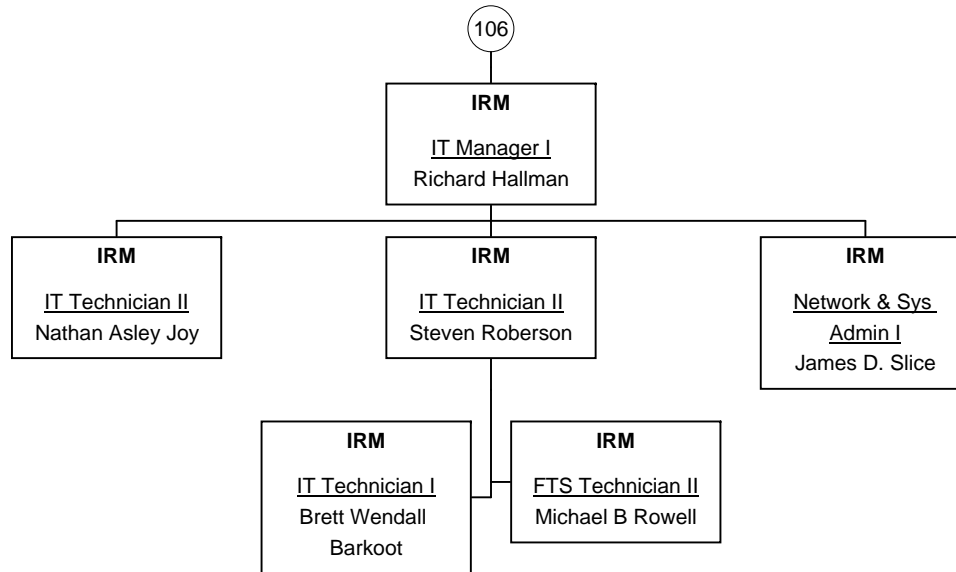 106
IRM
IT Manager I
Richard Hallman
IRM
IT Technician II
Nathan Asley Joy
IRM
IT Technician II
Steven Roberson
IRM
Network & Sys
Admin I
James D. Slice
IRM
IT Technician I
Brett Wendall
Barkoot
IRM
FTS Technician II
Michael B Rowell